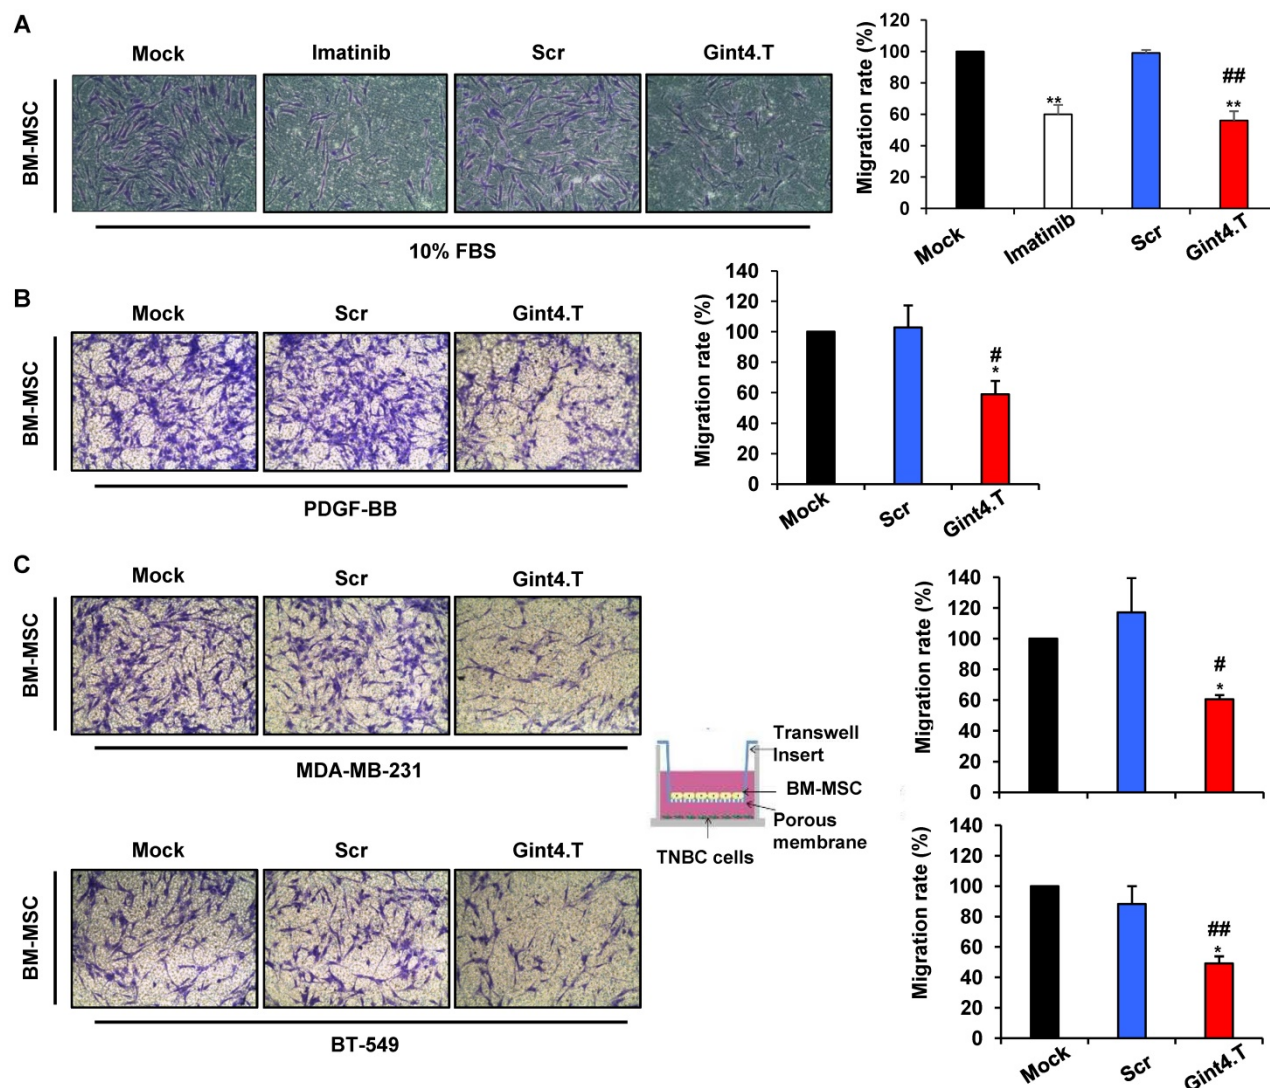 A
Mock Imatinib Scr Gint4.T
BM-MSC
10% FBS
Migration rate (%)
120
100
80
60
40
20
0
**
##
**
Mock Imatinib Scr Gint4.T
B
Mock Scr Gint4.T
BM-MSC
PDGF-BB
Migration rate (%)
140
120
100
80
60
40
20
0
#
*
Mock Scr Gint4.T
C
Mock Scr Gint4.T
BM-MSC
MDA-MB-231
Transwell
Insert
BM-MSC
Porous
membrane
TNBC cells
Migration rate (%)
140
120
100
80
60
40
20
0
#
*
Mock Scr Gint4.T
BM-MSC
BT-549
Migration rate (%)
140
120
100
80
60
40
20
0
##
*
Mock Scr Gint4.T